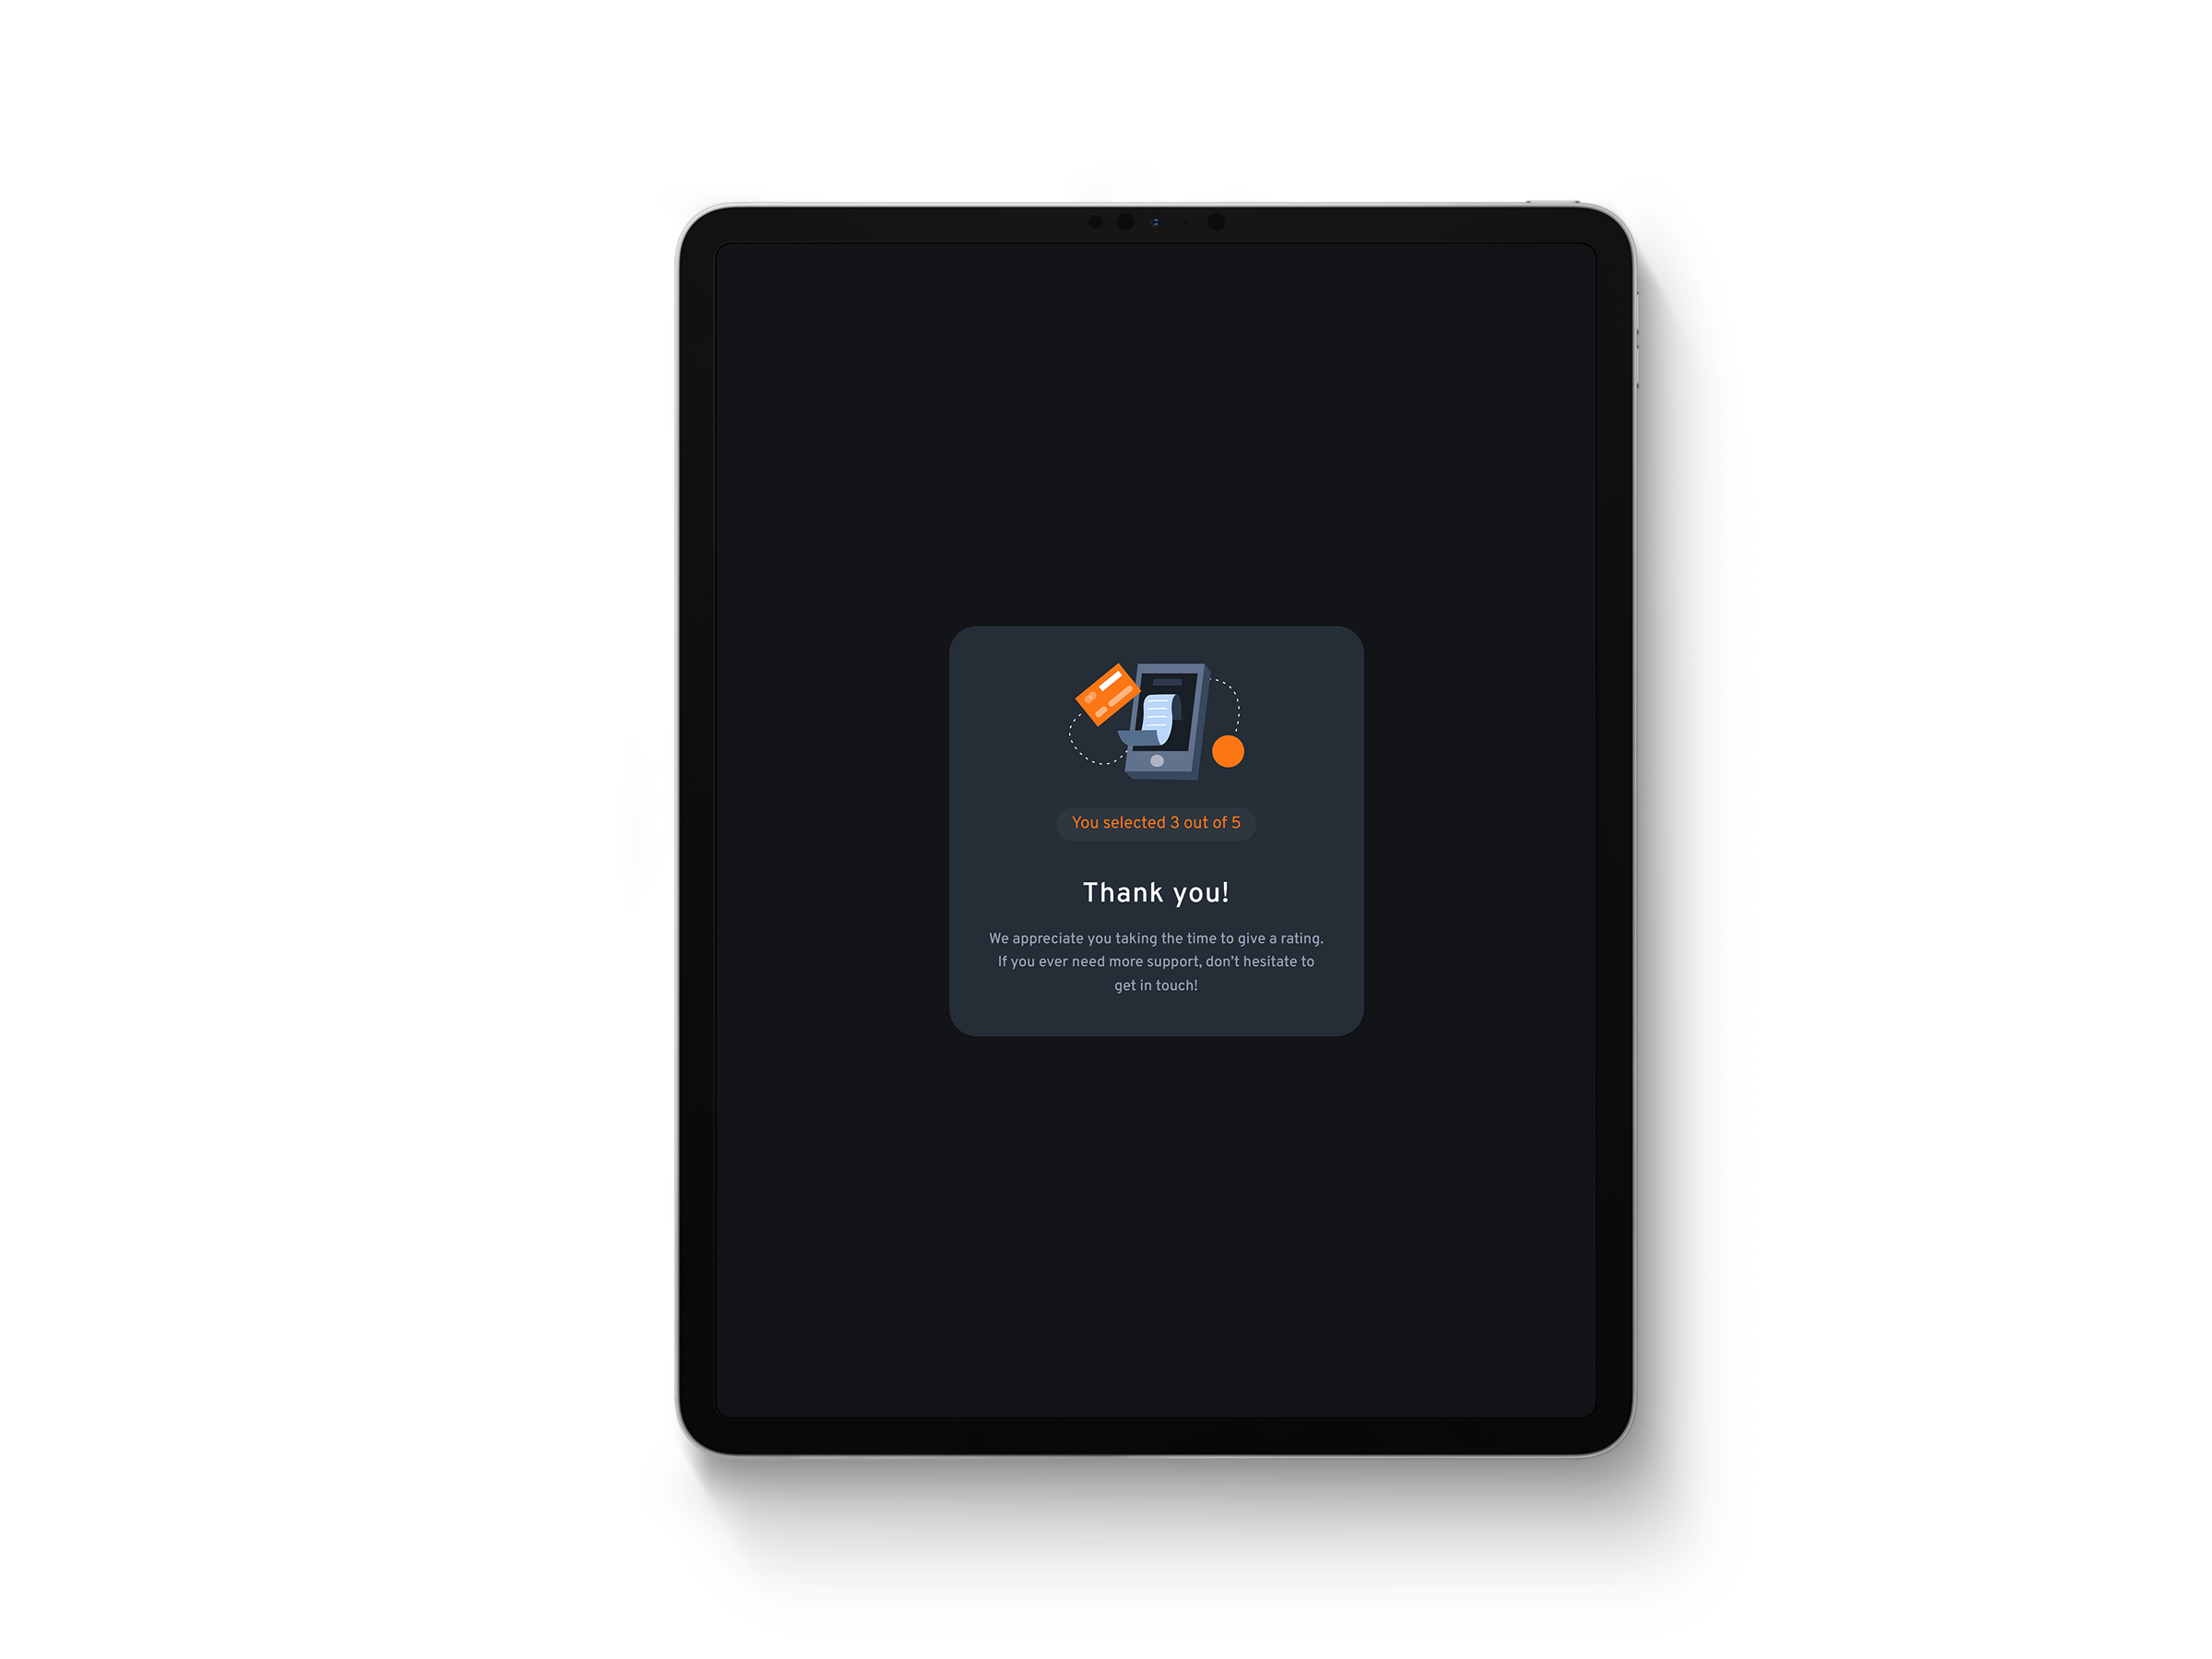 You selected 3 out of 5
Thank you!
We appreciate you taking the time to give a rating.
If you ever need more support, don’t hesitate to
get in touch!